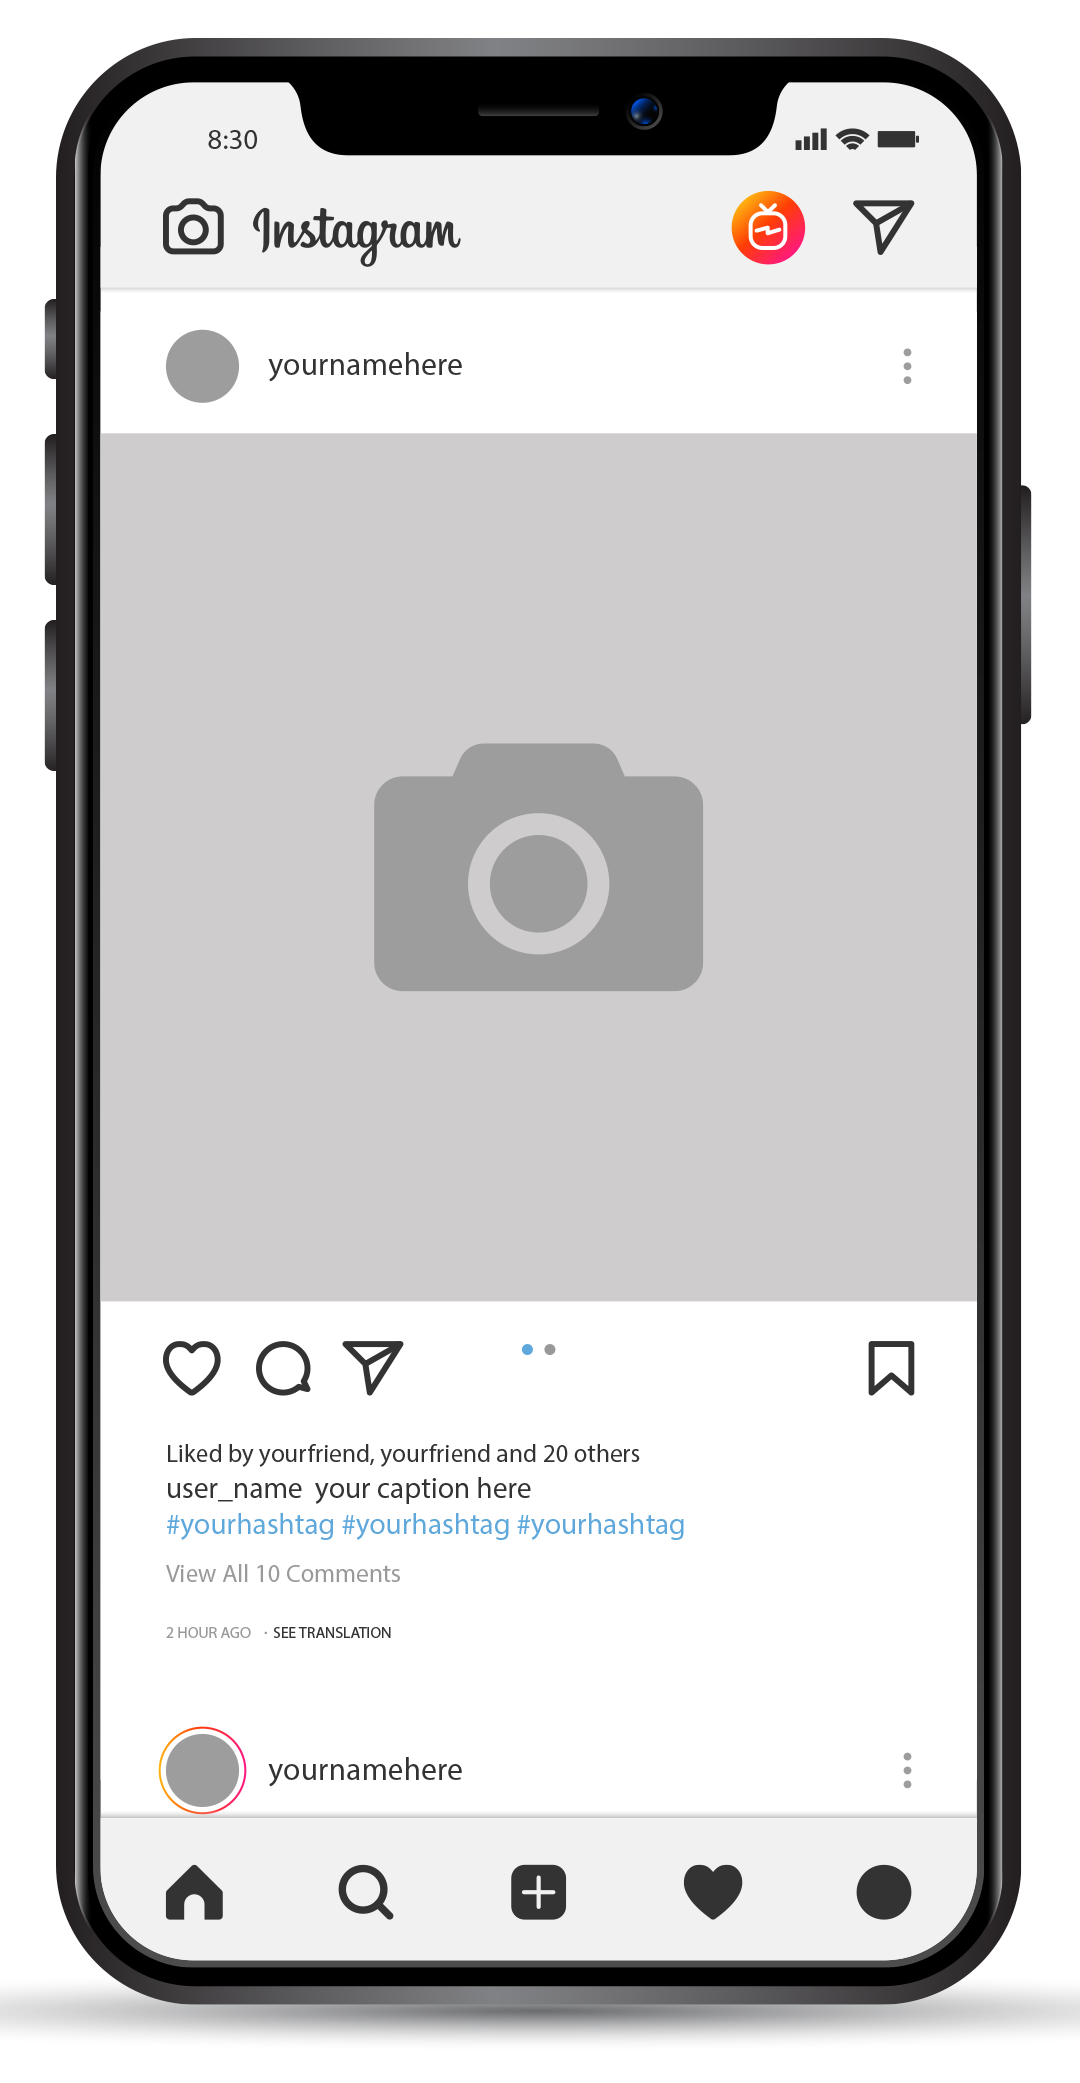 8:30
Instagram
yournamehere
Liked by yourfriend, yourfriend and 20 others
user_name  your caption here
#yourhashtag #yourhashtag #yourhashtag
View All 10 Comments
2 HOUR AGO · SEE TRANSLATION
yournamehere